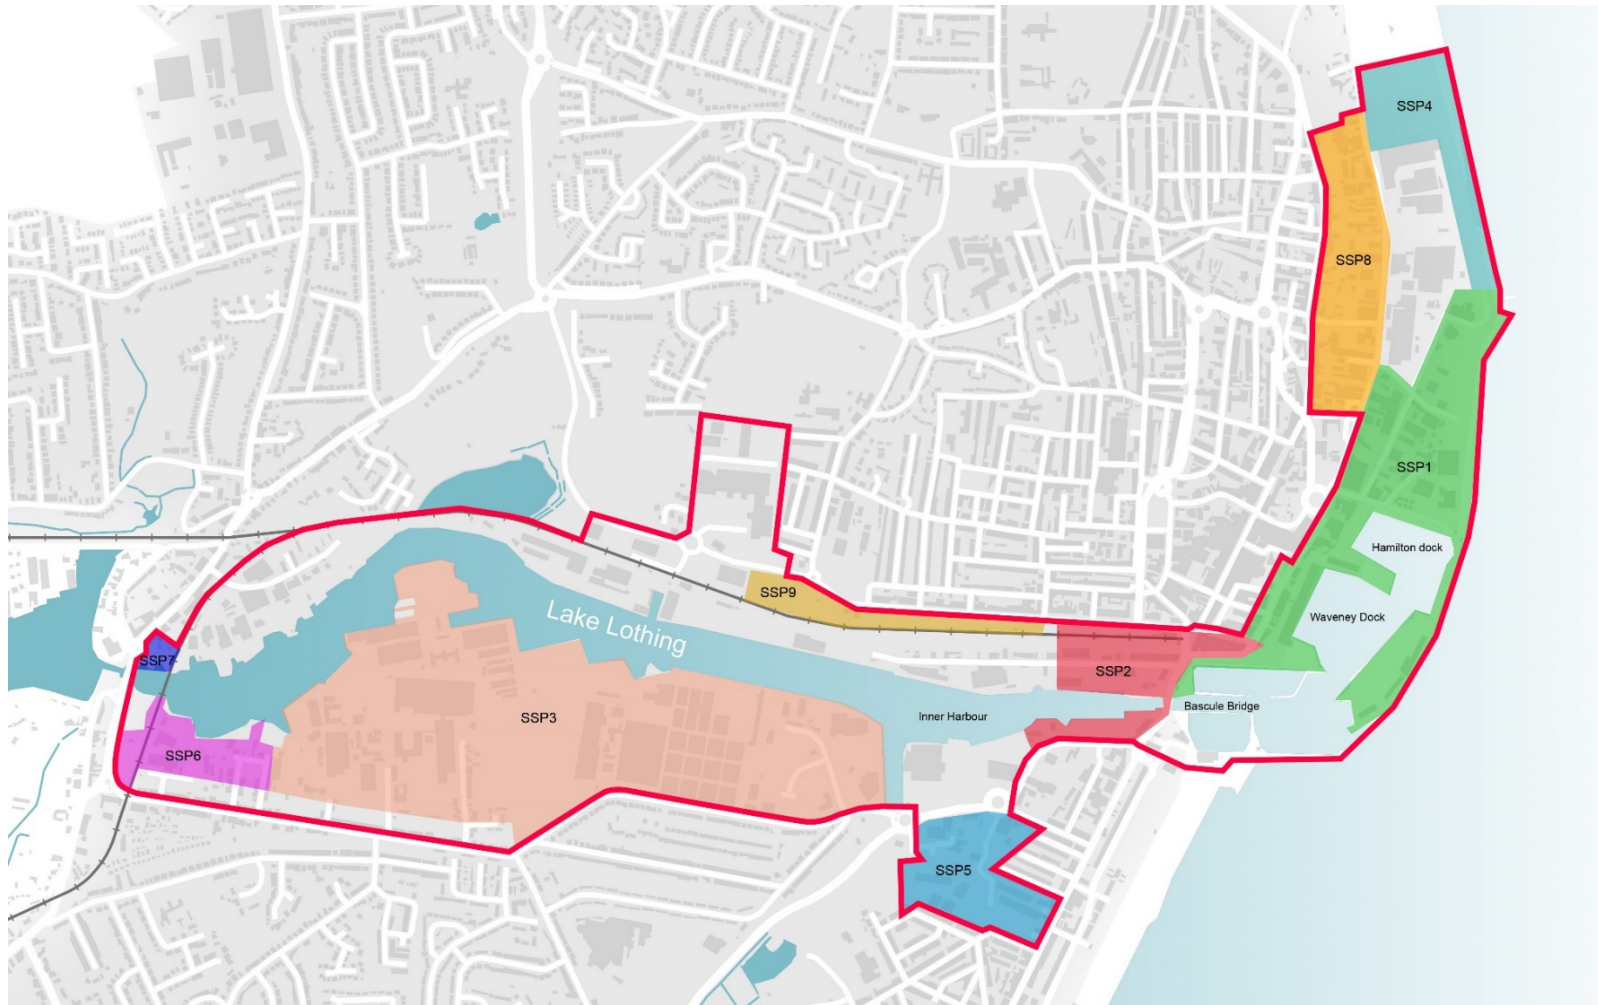 SSP4
SSP8
SSP1
Hamilton dock
SSP9
Waveney Dock
Lake Lothing
SSP7
SSP2
Bascule Bridge
SSP3
Inner Harbour
SSP6
SSP5